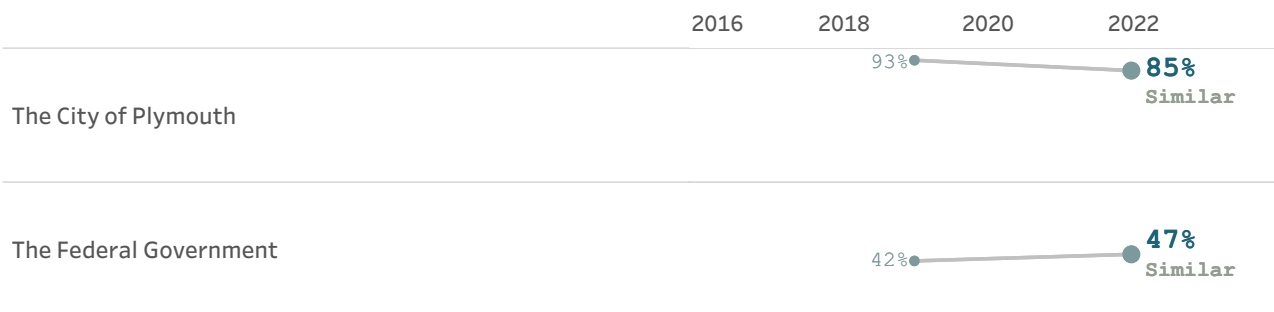 2016 2018 2020 2022
93% 85%
Similar
The City of Plymouth
47%
The Federal Government
42%
Similar